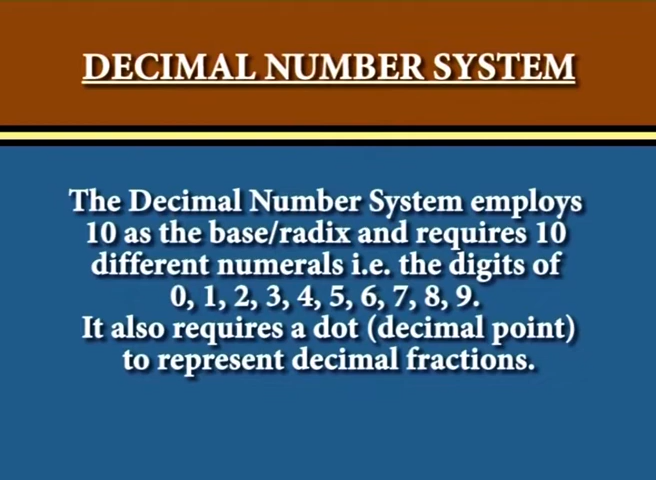 DECIMAL NUMBER SYSTEM
The Decimal Number System employs
10 as the base/radix and requires 10
different numerals i.e. the digits of
0, 1, 2, 3, 4, 5, 6, 7, 8, 9.
It also requires a dot (decimal point)
to represent decimal fractions.